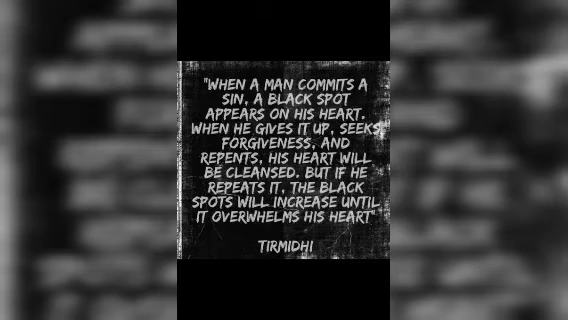 "WHEN A MAN COMMITS A
SIN, A BLACK SPOT
APPEARS ON HIS HEART.
WHEN HE GIVES IT UP, SEEKS
FORGIVENESS, AND
REPENTS, HIS HEART WILL
BE CLEANSED. BUT IF HE
REPEATS IT, THE BLACK
SPOTS WILL INCREASE UNTIL
IT OVERWHELMS HIS HEART"
TIRMIDHI